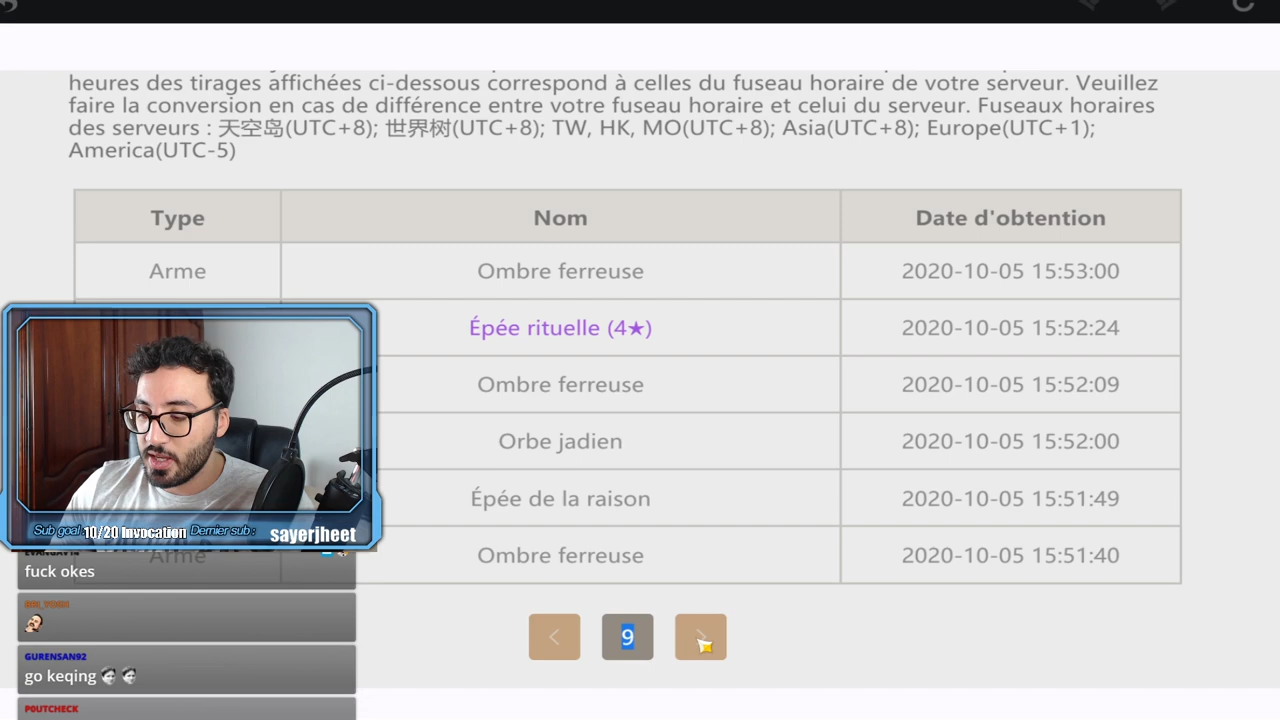 heures des tirages affichées ci-dessous correspond à celles du fuseau horaire de votre serveur. Veuillez
faire la conversion en cas de différence entre votre fuseau horaire et celui du serveur. Fuseaux horaires
des serveurs : 天空岛(UTC+8); 世界树(UTC+8); TW, HK, MO(UTC+8); Asia(UTC+8); Europe(UTC+1);
America(UTC-5)
Type Nom Date d'obtention
Arme Ombre ferreuse 2020-10-05 15:53:00
Épée rituelle (4★) 2020-10-05 15:52:24
Ombre ferreuse 2020-10-05 15:52:09
Orbe jadien 2020-10-05 15:52:00
Épée de la raison 2020-10-05 15:51:49
Arme Ombre ferreuse 2020-10-05 15:51:40
Sub goal: 10/20 Invocation Dernier sub : sayerjheet
fuck okes
< 9 >
GURENSAN92
go keqing
P0UTCHECK